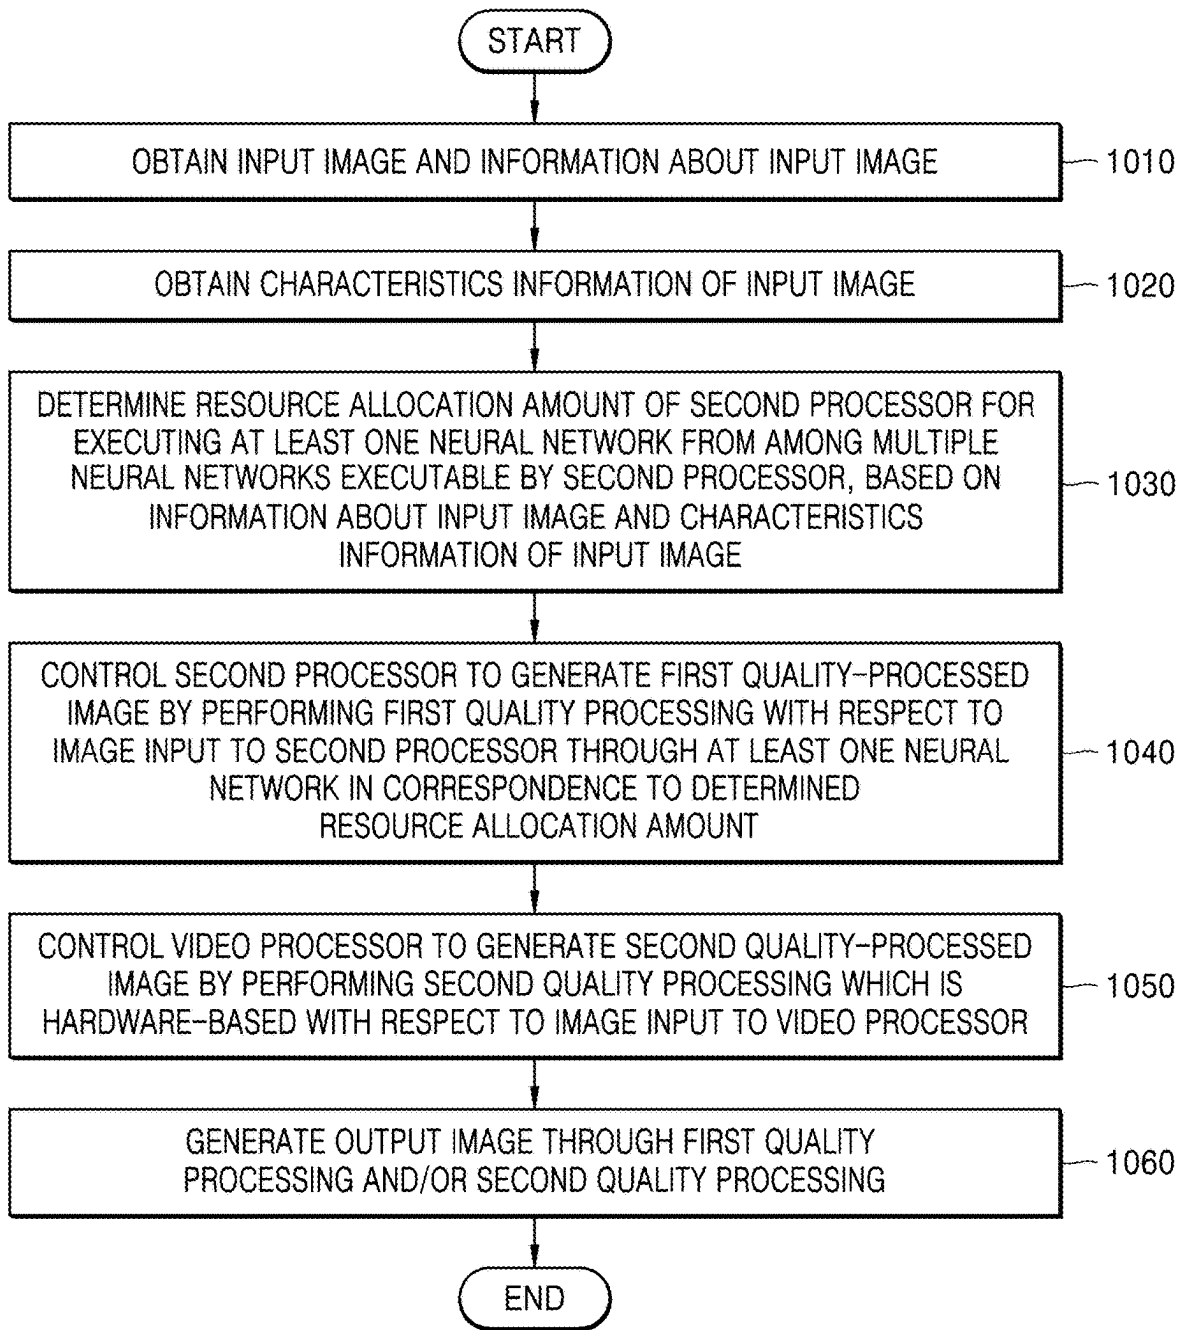 START
OBTAIN INPUT IMAGE AND INFORMATION ABOUT INPUT IMAGE
1010
OBTAIN CHARACTERISTICS INFORMATION OF INPUT IMAGE
1020
DETERMINE RESOURCE ALLOCATION AMOUNT OF SECOND PROCESSOR FOR
EXECUTING AT LEAST ONE NEURAL NETWORK FROM AMONG MULTIPLE
NEURAL NETWORKS EXECUTABLE BY SECOND PROCESSOR, BASED ON
INFORMATION ABOUT INPUT IMAGE AND CHARACTERISTICS
INFORMATION OF INPUT IMAGE
1030
CONTROL SECOND PROCESSOR TO GENERATE FIRST QUALITY-PROCESSED
IMAGE BY PERFORMING FIRST QUALITY PROCESSING WITH RESPECT TO
IMAGE INPUT TO SECOND PROCESSOR THROUGH AT LEAST ONE NEURAL
NETWORK IN CORRESPONDENCE TO DETERMINED
RESOURCE ALLOCATION AMOUNT
1040
CONTROL VIDEO PROCESSOR TO GENERATE SECOND QUALITY-PROCESSED
IMAGE BY PERFORMING SECOND QUALITY PROCESSING WHICH IS
HARDWARE-BASED WITH RESPECT TO IMAGE INPUT TO VIDEO PROCESSOR
1050
GENERATE OUTPUT IMAGE THROUGH FIRST QUALITY
PROCESSING AND/OR SECOND QUALITY PROCESSING
1060
END